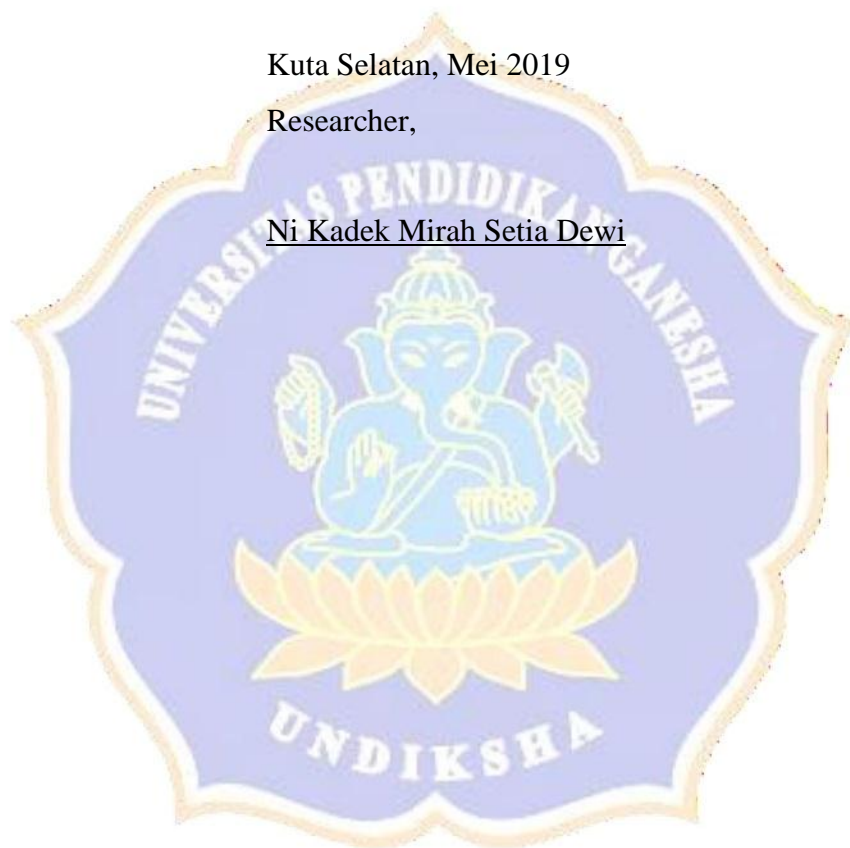 Kuta Selatan, Mei 2019
Researcher,
UNIVERSITAS PENDIDIKAN GANESHA
Ni Kadek Mirah Setia Dewi
UNDIKSHA